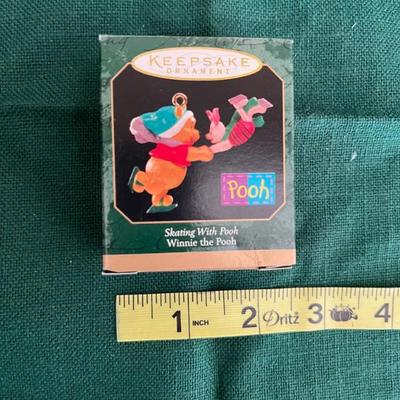 KEEPSAKE
ORNAMENT
Pooh
Skating With Pooh
Winnie the Pooh
1 INCH 2 Dritz 3 4